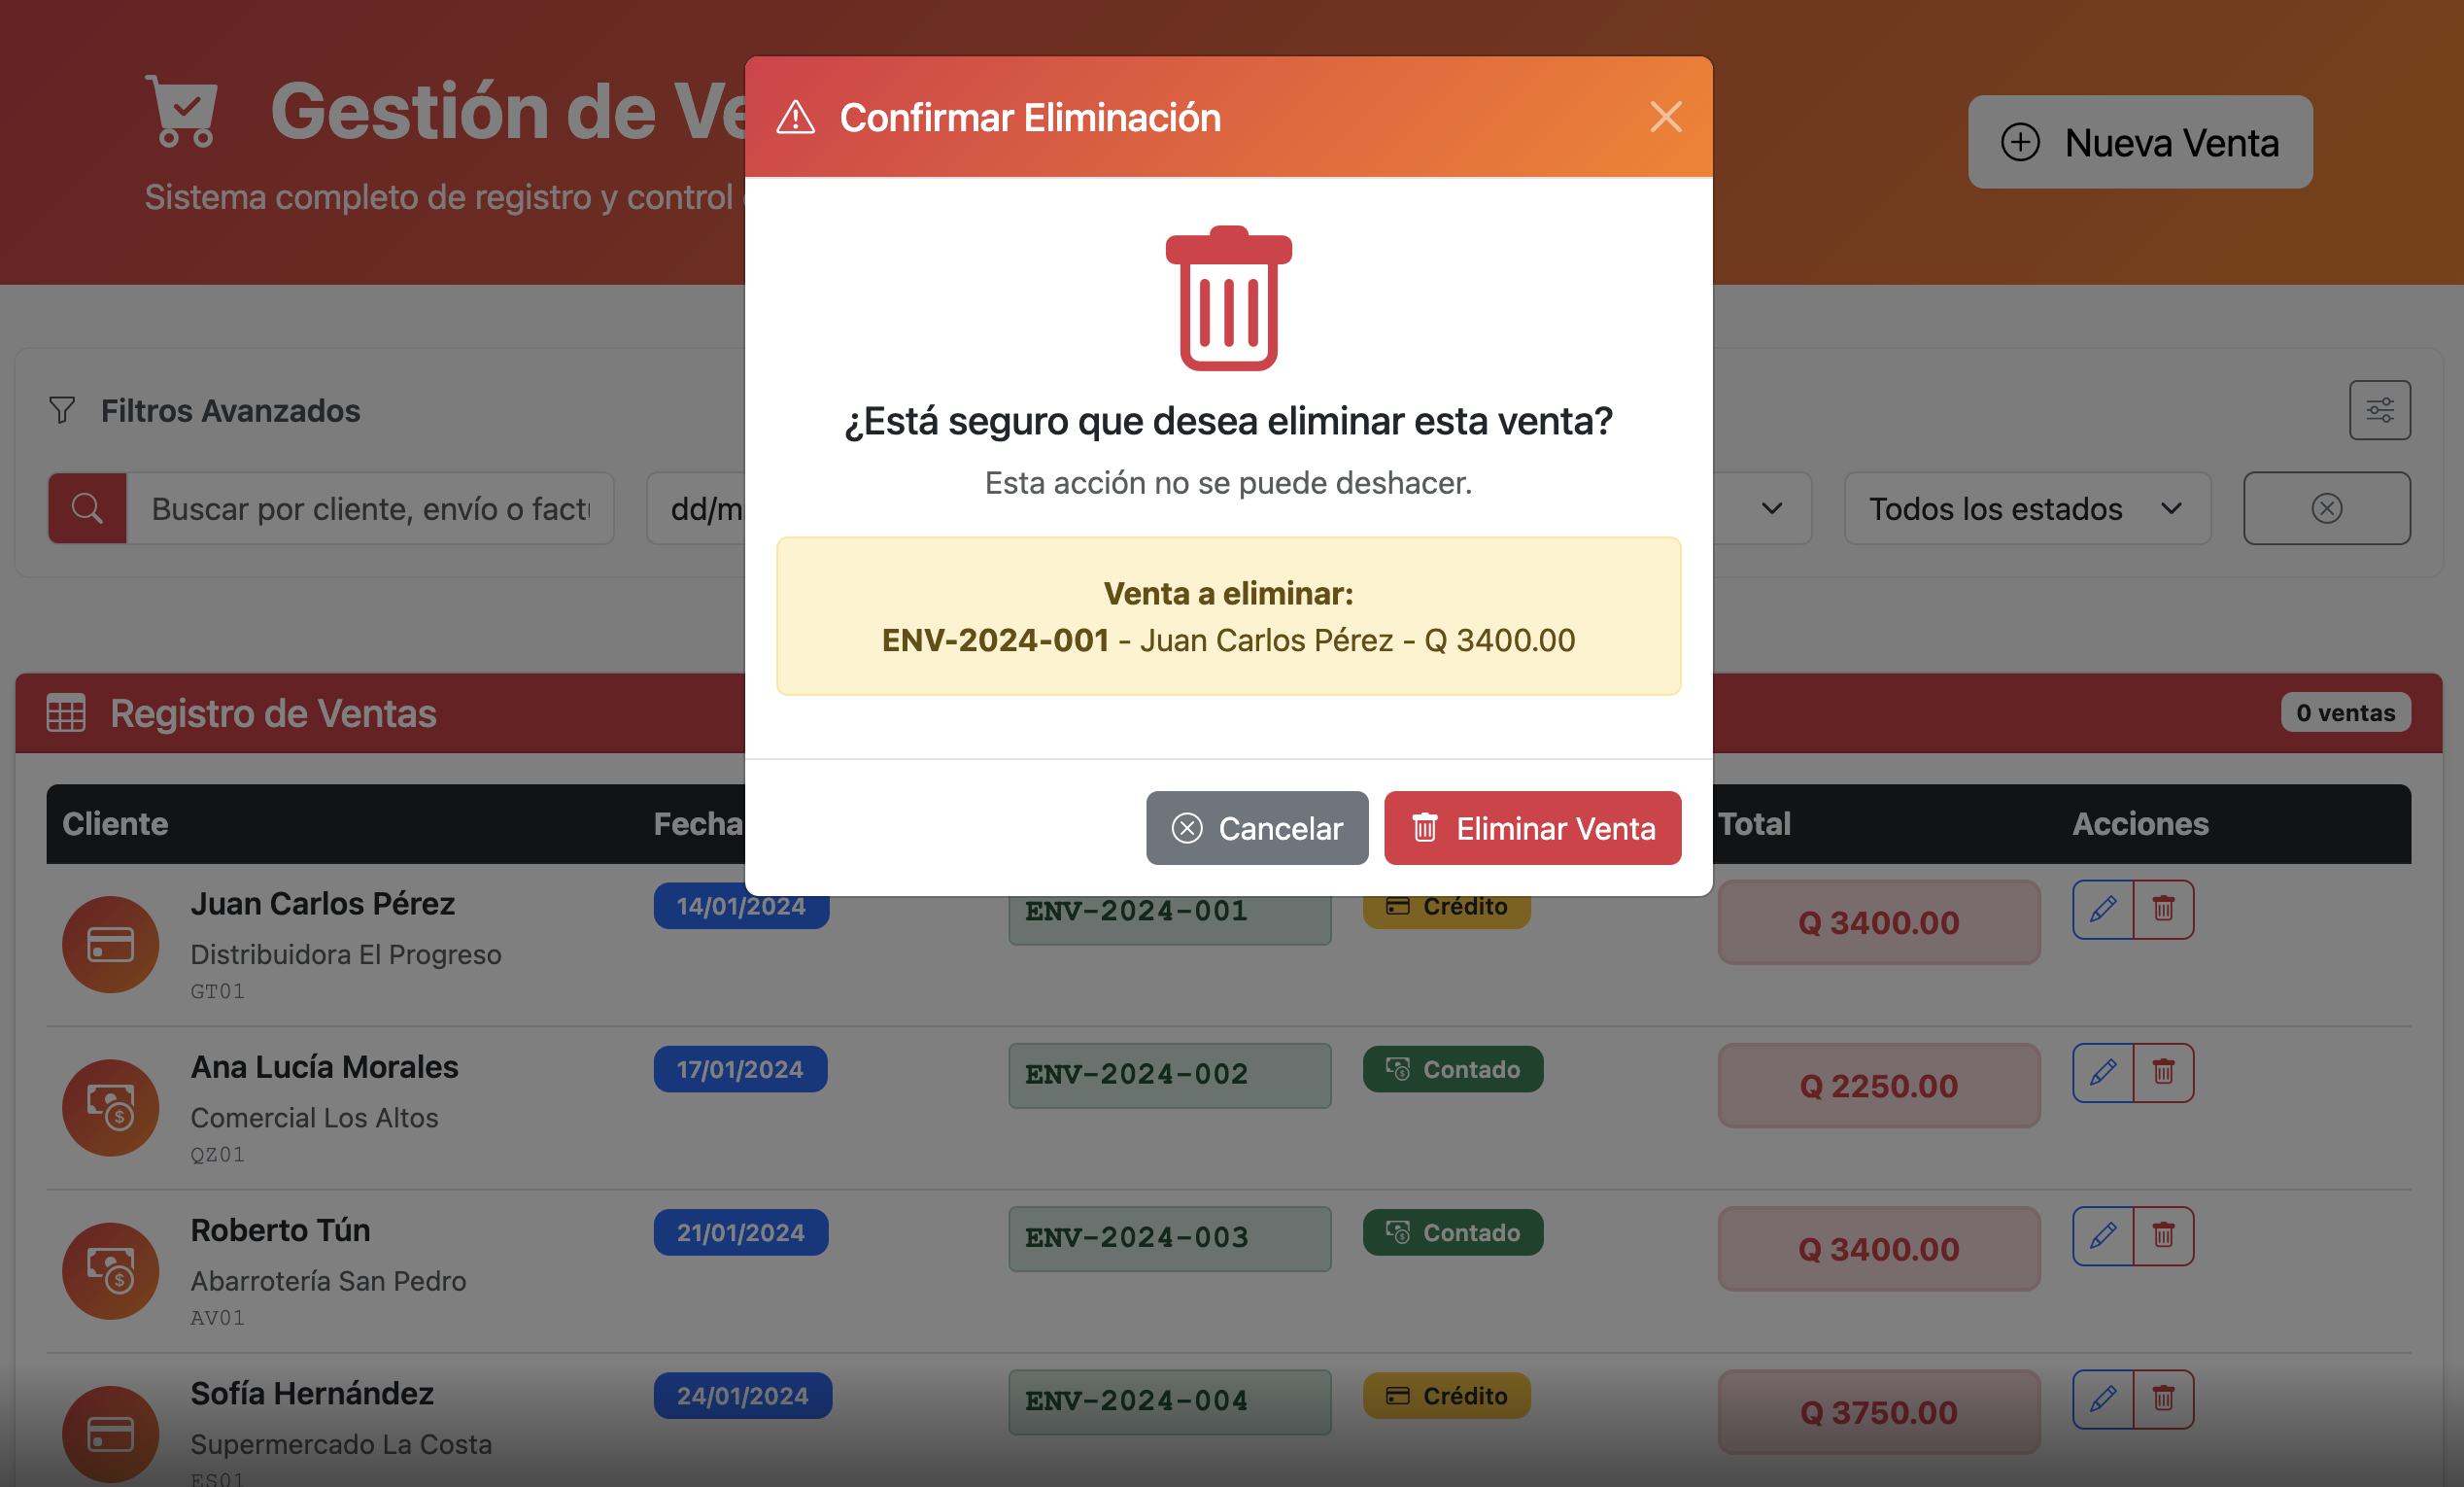 Gestión de Ve
Sistema completo de registro y control
Nueva Venta
Confirmar Eliminación
¿Está seguro que desea eliminar esta venta?
Esta acción no se puede deshacer.
Venta a eliminar:
ENV-2024-001 - Juan Carlos Pérez - Q 3400.00
Cancelar
Eliminar Venta
Filtros Avanzados
Buscar por cliente, envío o factu
dd/m
Todos los estados
Registro de Ventas
0 ventas
Cliente Fecha Total Acciones
Juan Carlos Pérez 14/01/2024 ENV-2024-001 Crédito Q 3400.00
Distribuidora El Progreso
GT01
Ana Lucía Morales 17/01/2024 ENV-2024-002 Contado Q 2250.00
Comercial Los Altos
QZ01
Roberto Tún 21/01/2024 ENV-2024-003 Contado Q 3400.00
Abarrotería San Pedro
AV01
Sofía Hernández 24/01/2024 ENV-2024-004 Crédito Q 3750.00
Supermercado La Costa
ES01